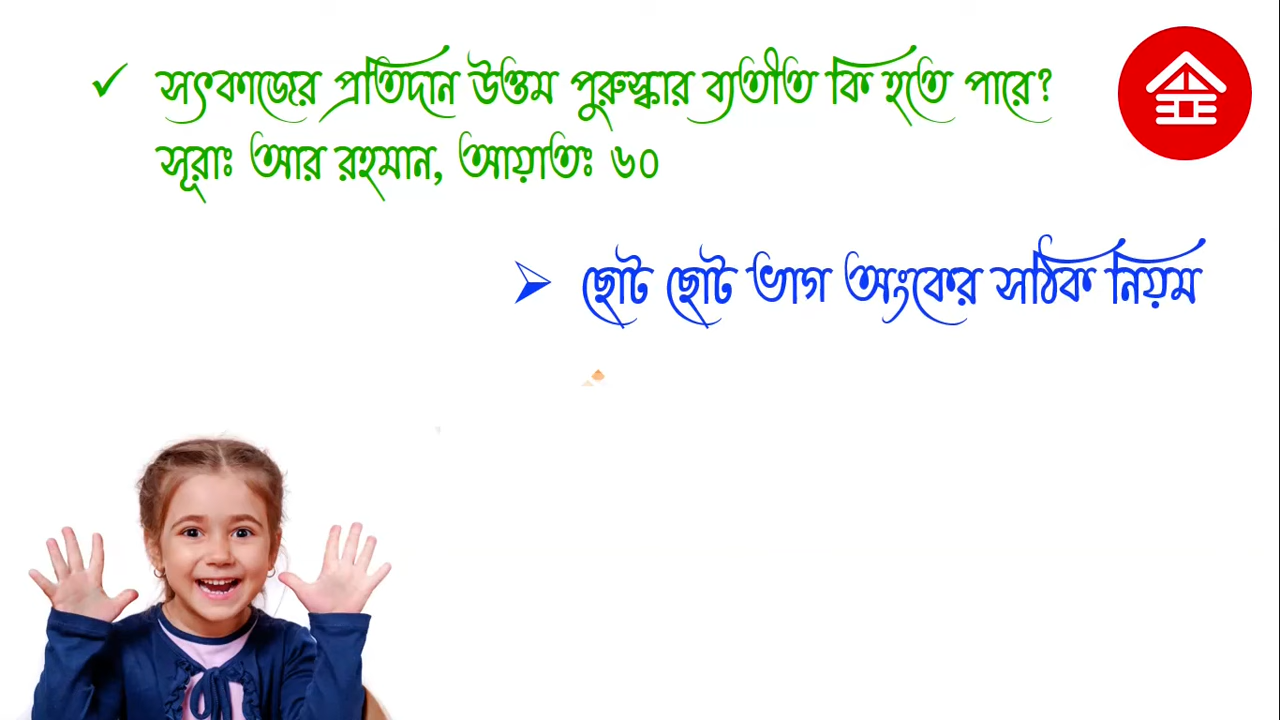 সৎকাজের প্রতিদান উত্তম পুরুস্কার ব্যতীত কি হতে পারে?
সূরাঃ আর রহমান, আয়াতঃ ৬০
ছোট ছোট ভাগ অংকের সঠিক নিয়ম